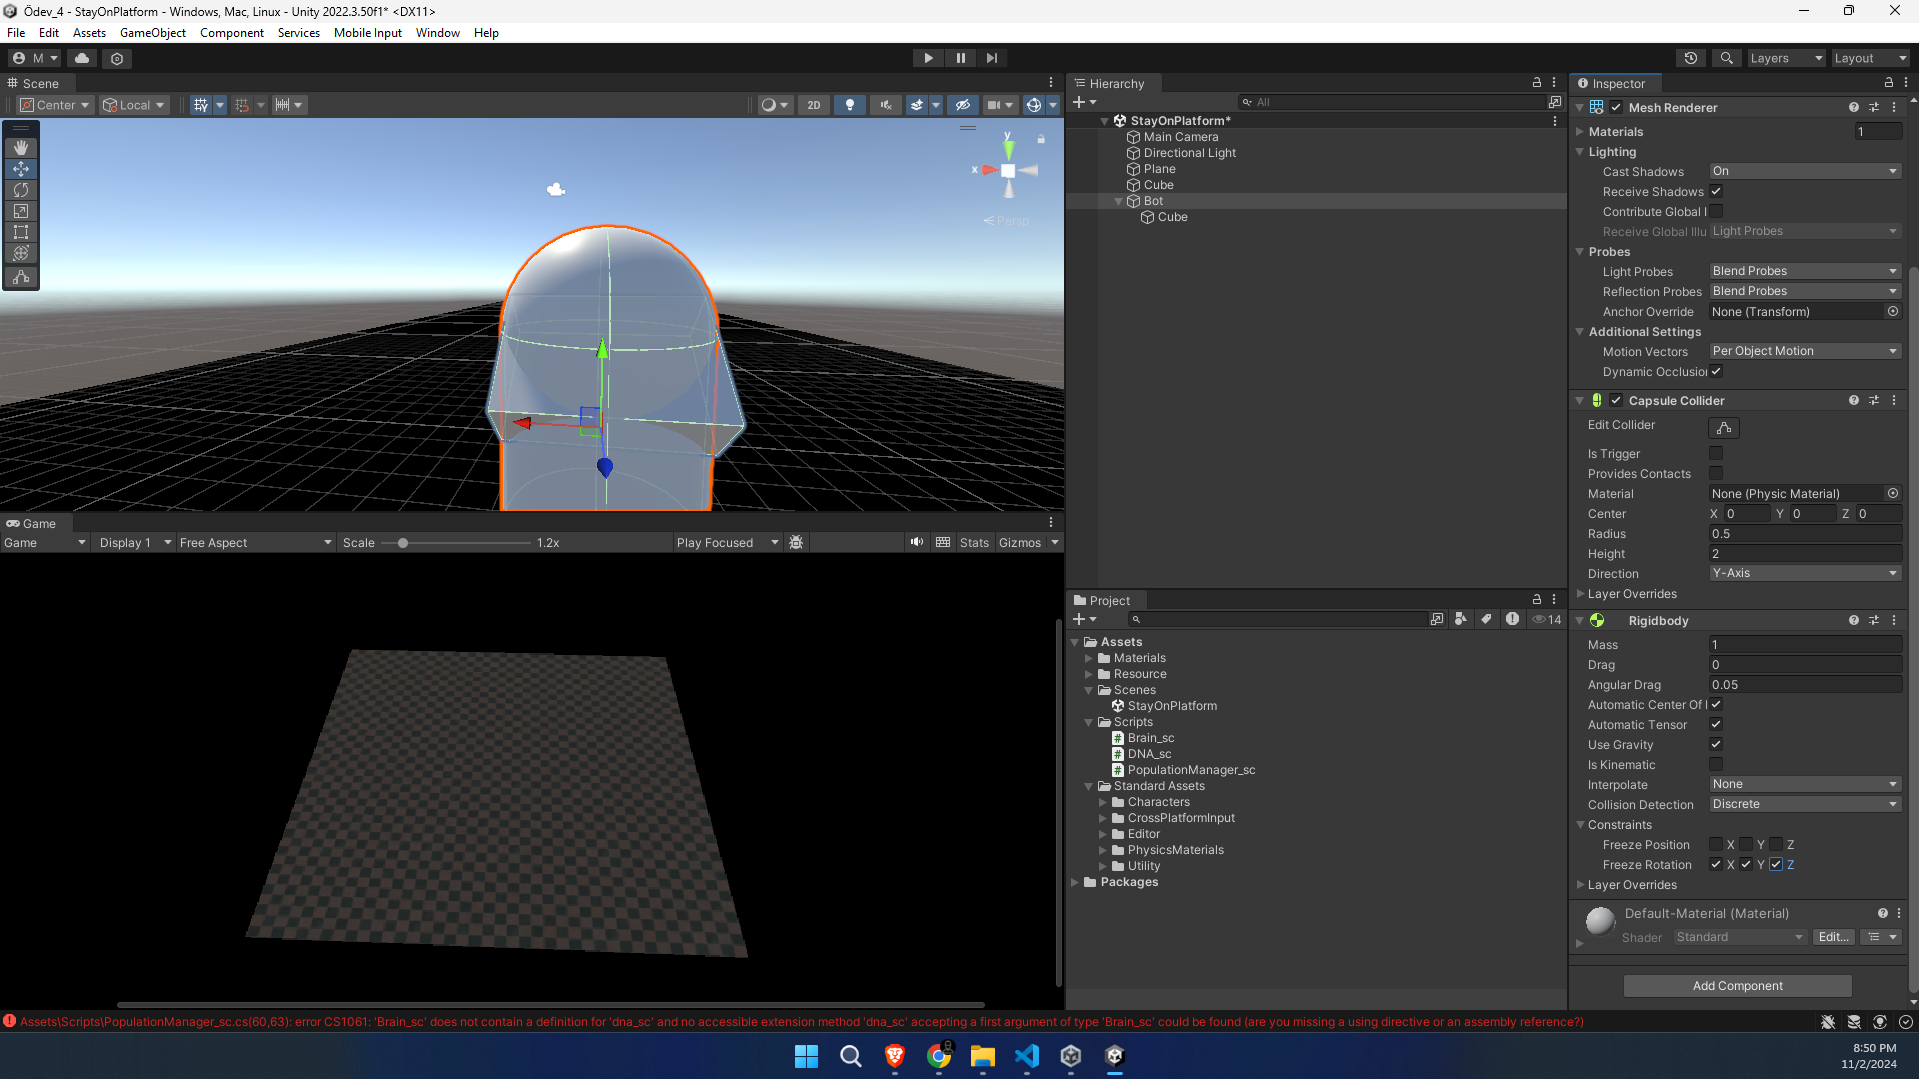 Ödev_4 - StayOnPlatform - Windows, Mac, Linux - Unity 2022.3.50f1* <DX11>
File Edit Assets GameObject Component Services Mobile Input Window Help
M
Layers Layout
Scene
Center Local
2D
y
x
Persp
Game
Game Display 1 Free Aspect Scale 1.2x Play Focused Stats Gizmos
Hierarchy
All
StayOnPlatform*
Main Camera
Directional Light
Plane
Cube
Bot
Cube
Project
14
Assets
Materials
Resource
Scenes
StayOnPlatform
Scripts
Brain_sc
DNA_sc
PopulationManager_sc
Standard Assets
Characters
CrossPlatformInput
Editor
PhysicsMaterials
Utility
Packages
Inspector
Mesh Renderer
Materials 1
Lighting
Cast Shadows On
Receive Shadows
Contribute Global I
Receive Global Illu Light Probes
Probes
Light Probes Blend Probes
Reflection Probes Blend Probes
Anchor Override None (Transform)
Additional Settings
Motion Vectors Per Object Motion
Dynamic Occlusion
Capsule Collider
Edit Collider
Is Trigger
Provides Contacts
Material None (Physic Material)
Center X 0 Y 0 Z 0
Radius 0.5
Height 2
Direction Y-Axis
Layer Overrides
Rigidbody
Mass 1
Drag 0
Angular Drag 0.05
Automatic Center Of
Automatic Tensor
Use Gravity
Is Kinematic
Interpolate None
Collision Detection Discrete
Constraints
Freeze Position X Y Z
Freeze Rotation X Y Z
Layer Overrides
Default-Material (Material)
Shader Standard Edit...
Add Component
Assets\Scripts\PopulationManager_sc.cs(60,63): error CS1061: 'Brain_sc' does not contain a definition for 'dna_sc' and no accessible extension method 'dna_sc' accepting a first argument of type 'Brain_sc' could be found (are you missing a using directive or an assembly reference?)
8:50 PM
11/2/2024